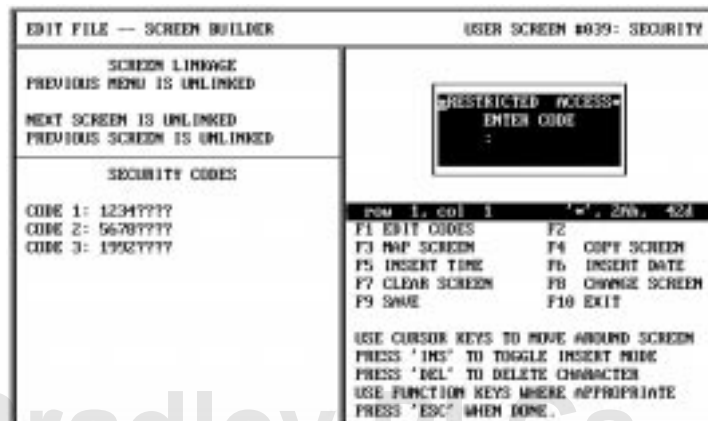 EDIT FILE -- SCREEN BUILDER
USER SCREEN #039: SECURITY
SCREEN LINKAGE
PREVIOUS MENU IS UNLINKED
NEXT SCREEN IS UNLINKED
PREVIOUS SCREEN IS UNLINKED
SECURITY CODES
CODE 1: 1234????
CODE 2: 5678????
CODE 3: 1992????
RESTRICTED ACCESS
ENTER CODE
:
row 1, col 1 '=', 2Ah, 42d
F1 EDIT CODES F2
F3 MAP SCREEN F4 COPY SCREEN
F5 INSERT TIME F6 INSERT DATE
F7 CLEAR SCREEN F8 CHANGE SCREEN
F9 SAVE F10 EXIT
USE CURSOR KEYS TO MOVE AROUND SCREEN
PRESS 'INS' TO TOGGLE INSERT MODE
PRESS 'DEL' TO DELETE CHARACTER
USE FUNCTION KEYS WHERE APPROPRIATE
PRESS 'ESC' WHEN DONE.